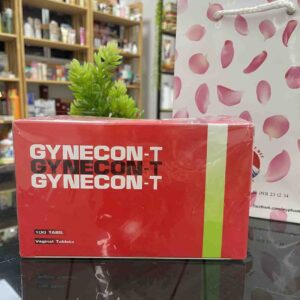 GYNECON-T
GYNECON-T
GYNECON-T
100 TABS.
Vaginal Tablets